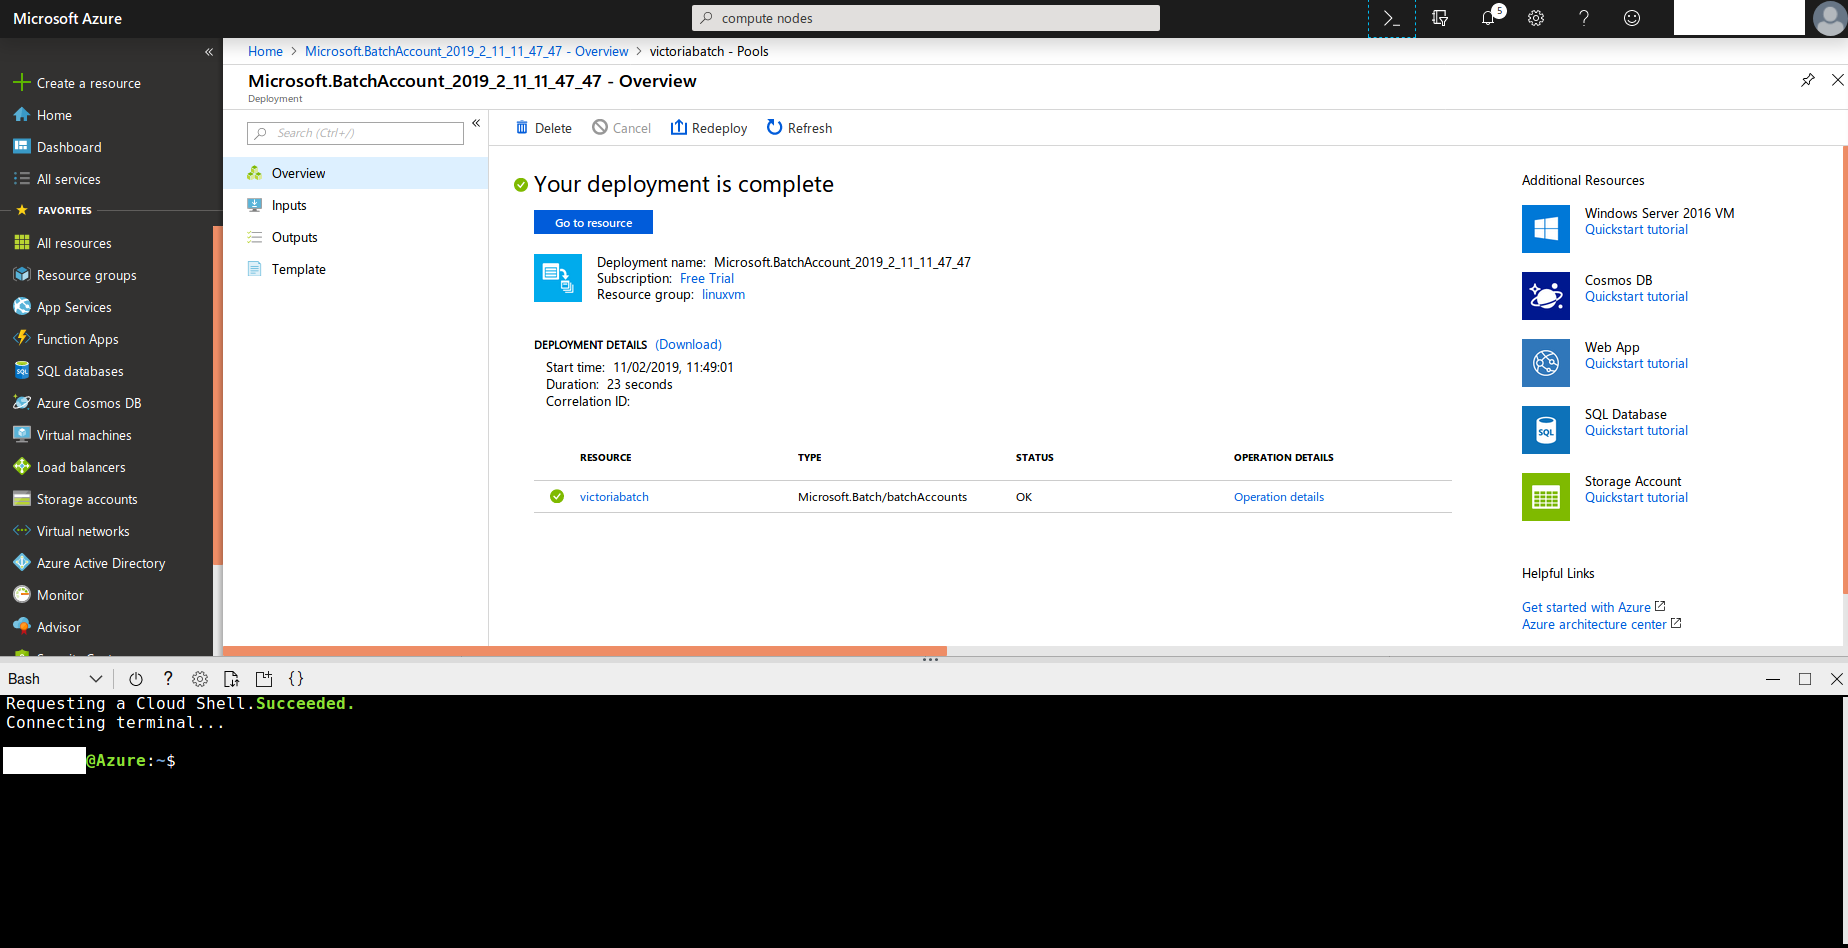 Microsoft Azure
compute nodes
5
Home > Microsoft.BatchAccount_2019_2_11_11_47_47 - Overview > victoriabatch - Pools
Microsoft.BatchAccount_2019_2_11_11_47_47 - Overview
Deployment
Create a resource
Home
Dashboard
All services
FAVORITES
All resources
Resource groups
App Services
Function Apps
SQL databases
Azure Cosmos DB
Virtual machines
Load balancers
Storage accounts
Virtual networks
Azure Active Directory
Monitor
Advisor
Search (Ctrl+/)
Overview
Inputs
Outputs
Template
Delete Cancel Redeploy Refresh
Your deployment is complete
Go to resource
Deployment name: Microsoft.BatchAccount_2019_2_11_11_47_47
Subscription: Free Trial
Resource group: linuxvm
DEPLOYMENT DETAILS (Download)
Start time: 11/02/2019, 11:49:01
Duration: 23 seconds
Correlation ID:
RESOURCE TYPE STATUS OPERATION DETAILS
victoriabatch Microsoft.Batch/batchAccounts OK Operation details
Additional Resources
Windows Server 2016 VM
Quickstart tutorial
Cosmos DB
Quickstart tutorial
Web App
Quickstart tutorial
SQL Database
Quickstart tutorial
Storage Account
Quickstart tutorial
Helpful Links
Get started with Azure
Azure architecture center
Bash
Requesting a Cloud Shell.Succeeded.
Connecting terminal...
@Azure:~$